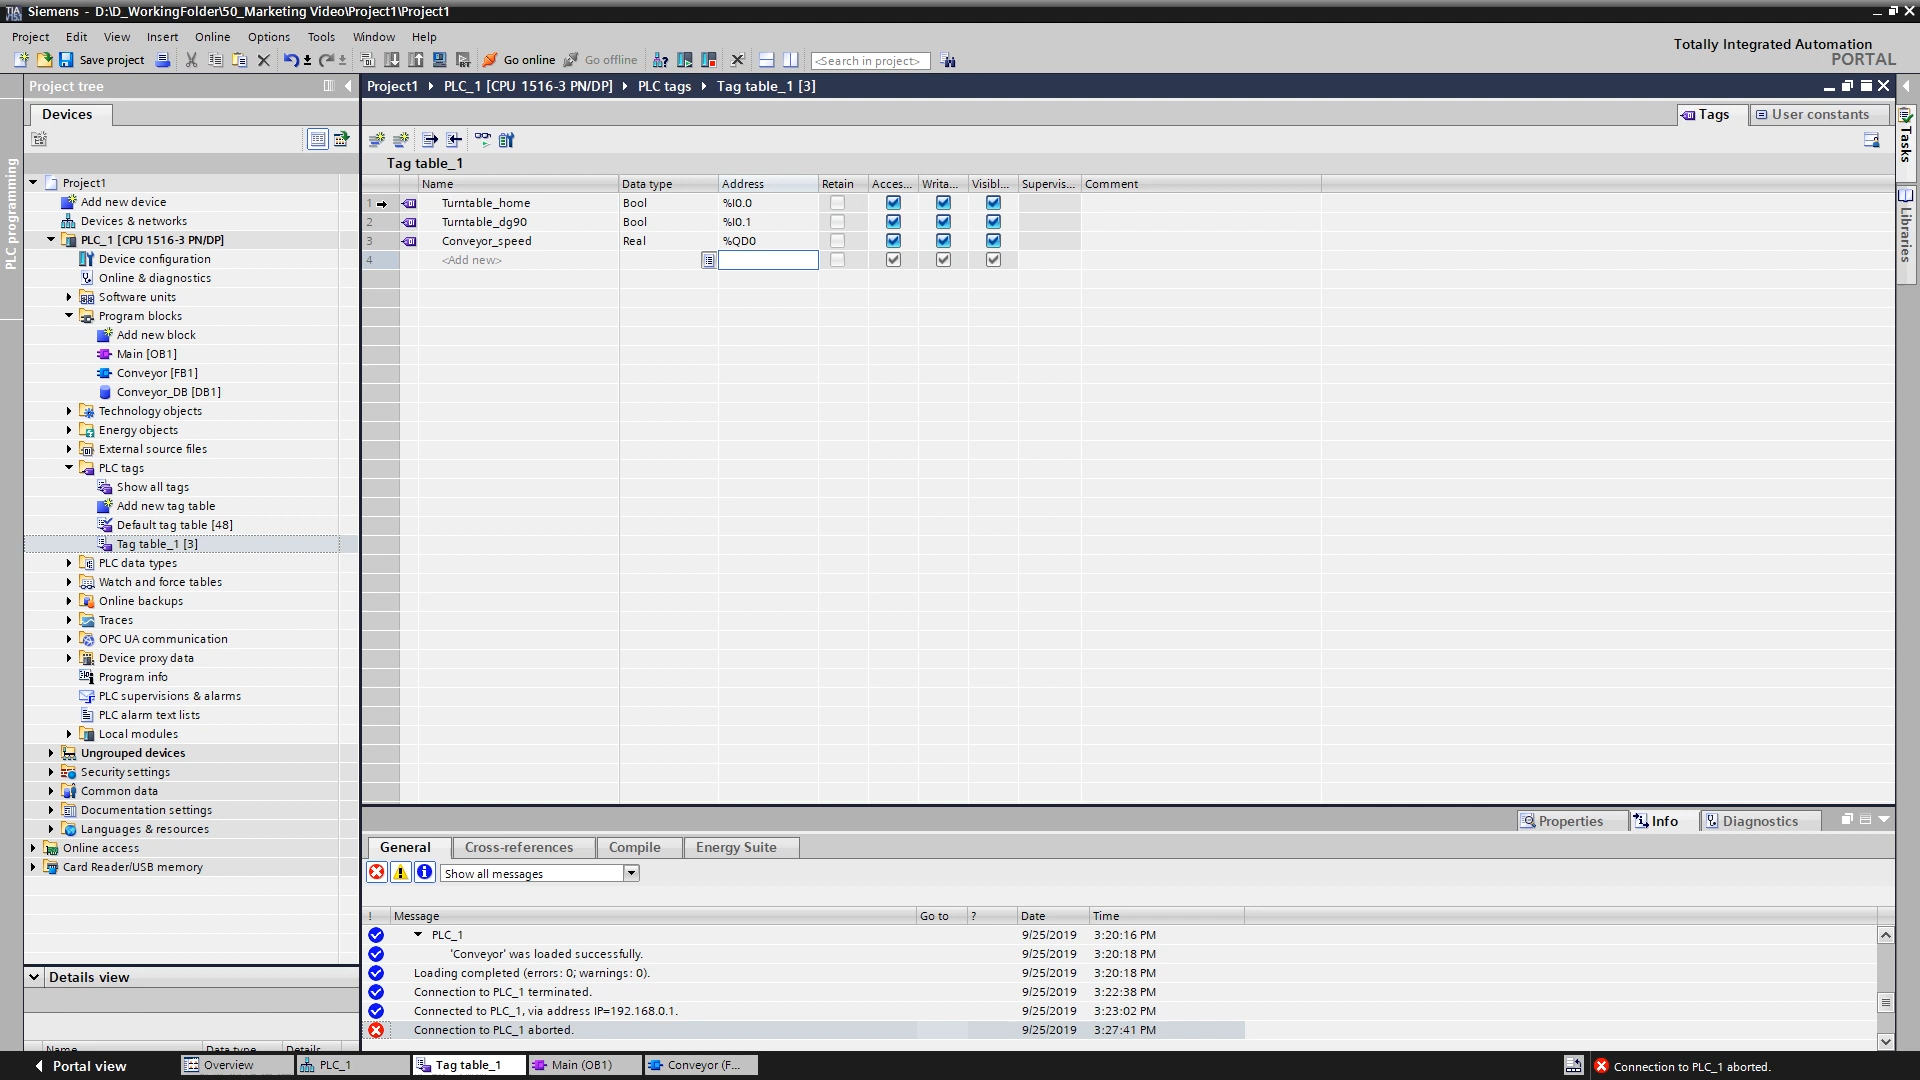 Siemens - D:\D_WorkingFolder\50_Marketing Video\Project1\Project1
Project Edit View Insert Online Options Tools Window Help
Totally Integrated Automation
PORTAL
Save project
Go online
Go offline
<Search in project>
Project tree
Project1 PLC_1 [CPU 1516-3 PN/DP] PLC tags Tag table_1 [3]
Devices
Tags
User constants
PLC programming
Tasks
Libraries
Tag table_1
Name Data type Address Retain Acces... Writa... Visibl... Supervis... Comment
1 Turntable_home Bool %I0.0
2 Turntable_dg90 Bool %I0.1
3 Conveyor_speed Real %QD0
4 <Add new>
Project1
Add new device
Devices & networks
PLC_1 [CPU 1516-3 PN/DP]
Device configuration
Online & diagnostics
Software units
Program blocks
Add new block
Main [OB1]
Conveyor [FB1]
Conveyor_DB [DB1]
Technology objects
Energy objects
External source files
PLC tags
Show all tags
Add new tag table
Default tag table [48]
Tag table_1 [3]
PLC data types
Watch and force tables
Online backups
Traces
OPC UA communication
Device proxy data
Program info
PLC supervisions & alarms
PLC alarm text lists
Local modules
Ungrouped devices
Security settings
Common data
Documentation settings
Languages & resources
Online access
Card Reader/USB memory
Details view
Name Data type Details
Properties Info Diagnostics
General Cross-references Compile Energy Suite
Show all messages
! Message Go to ? Date Time
PLC_1 9/25/2019 3:20:16 PM
'Conveyor' was loaded successfully. 9/25/2019 3:20:18 PM
Loading completed (errors: 0; warnings: 0). 9/25/2019 3:20:18 PM
Connection to PLC_1 terminated. 9/25/2019 3:22:38 PM
Connected to PLC_1, via address IP=192.168.0.1. 9/25/2019 3:23:02 PM
Connection to PLC_1 aborted. 9/25/2019 3:27:41 PM
Portal view
Overview
PLC_1
Tag table_1
Main (OB1)
Conveyor (F...
Connection to PLC_1 aborted.